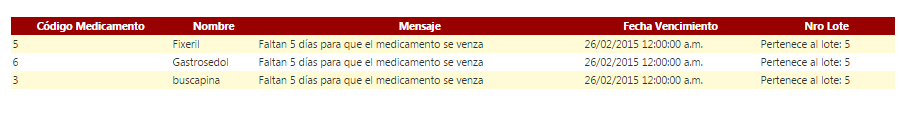 Código Medicamento Nombre Mensaje Fecha Vencimiento Nro Lote
5 Fixeril Faltan 5 días para que el medicamento se venza 26/02/2015 12:00:00 a.m. Pertenece al lote: 5
6 Gastrosedol Faltan 5 días para que el medicamento se venza 26/02/2015 12:00:00 a.m. Pertenece al lote: 5
3 buscapina Faltan 5 días para que el medicamento se venza 26/02/2015 12:00:00 a.m. Pertenece al lote: 5